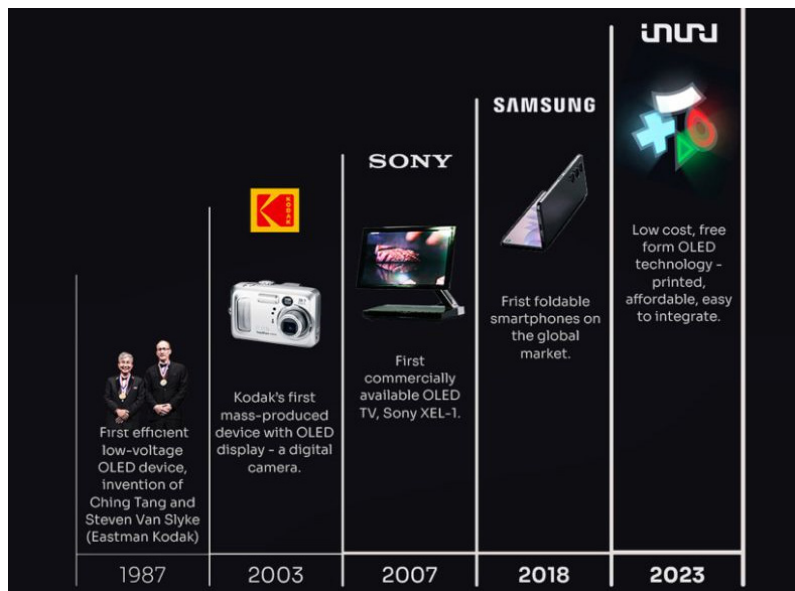 First efficient
low-voltage
OLED device,
invention of
Ching Tang and
Steven Van Slyke
(Eastman Kodak)
1987
KODAK
Kodak's first
mass-produced
device with OLED
display - a digital
camera.
2003
SONY
First
commercially
available OLED
TV, Sony XEL-1.
2007
SAMSUNG
Frist foldable
smartphones on
the global
market.
2018
inuru
Low cost, free
form OLED
technology -
printed,
affordable, easy
to integrate.
2023